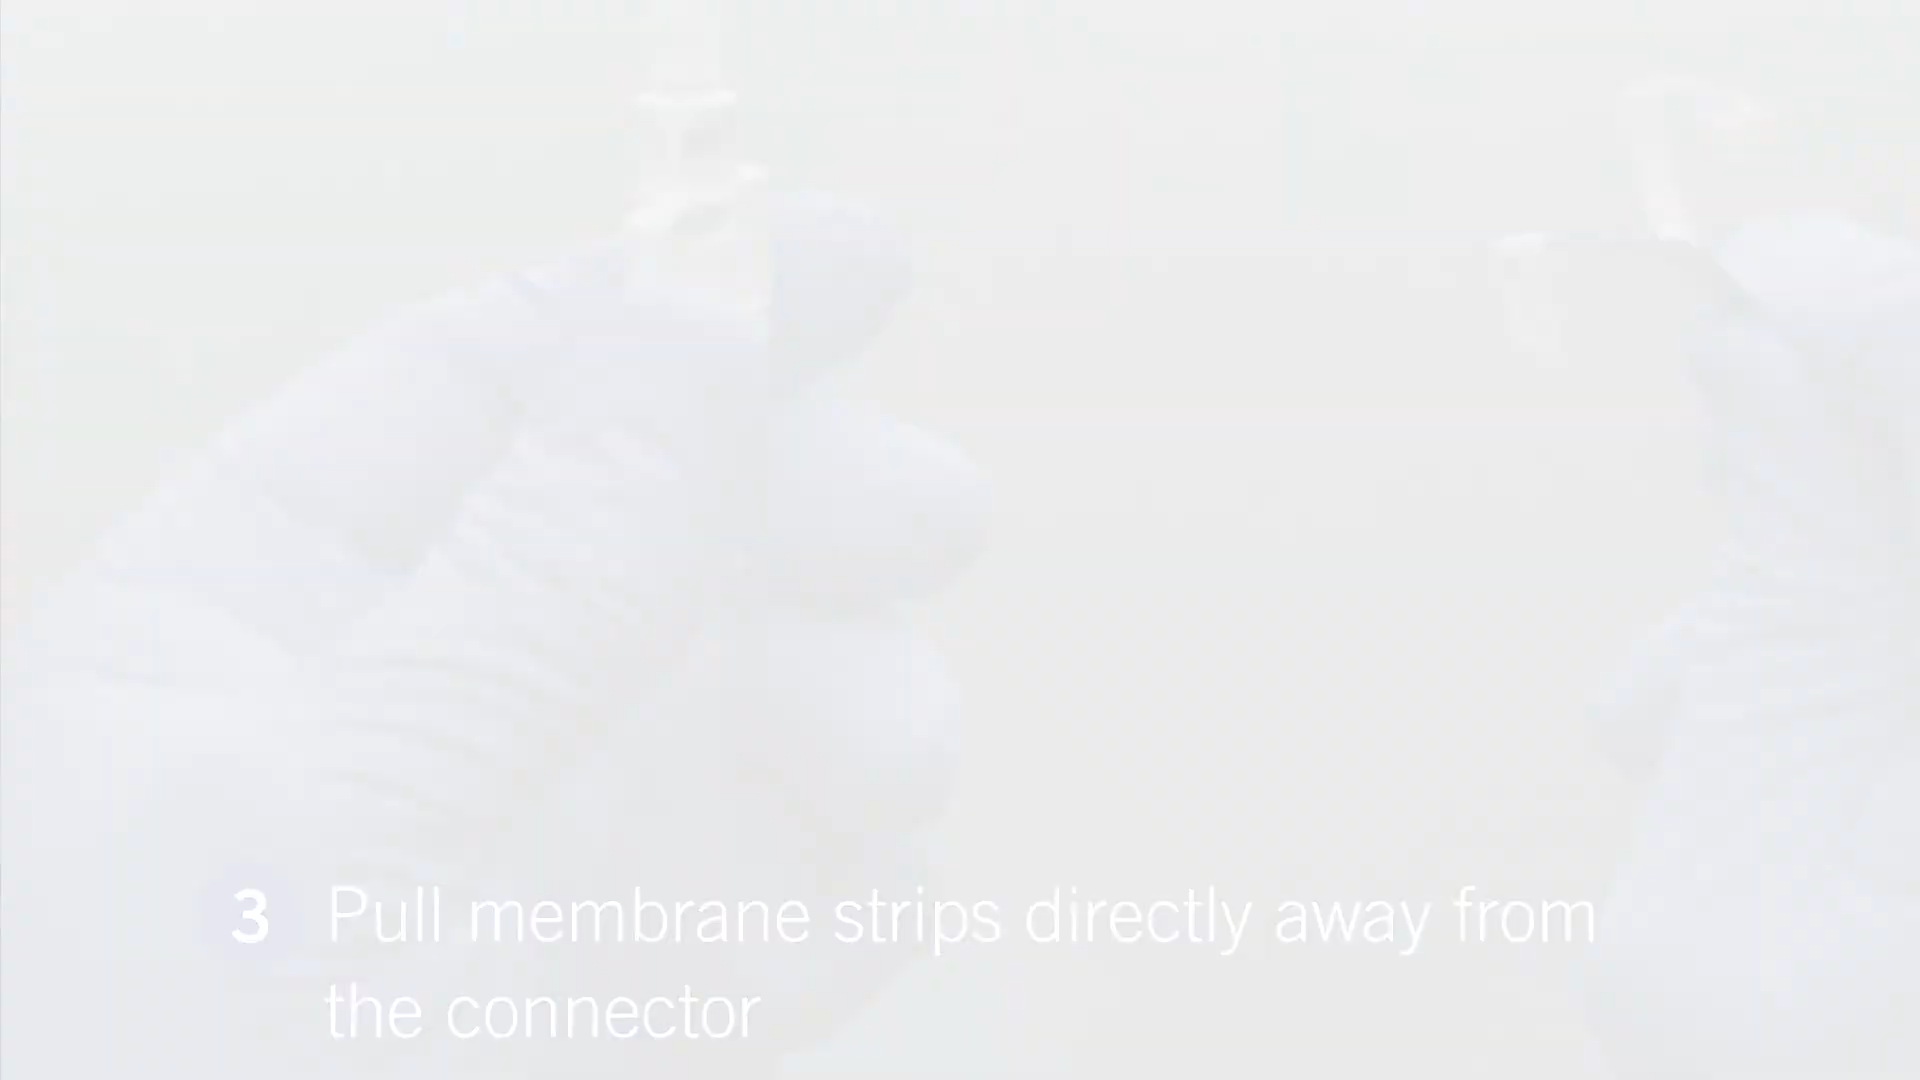 3 Pull membrane strips directly away from
the connector